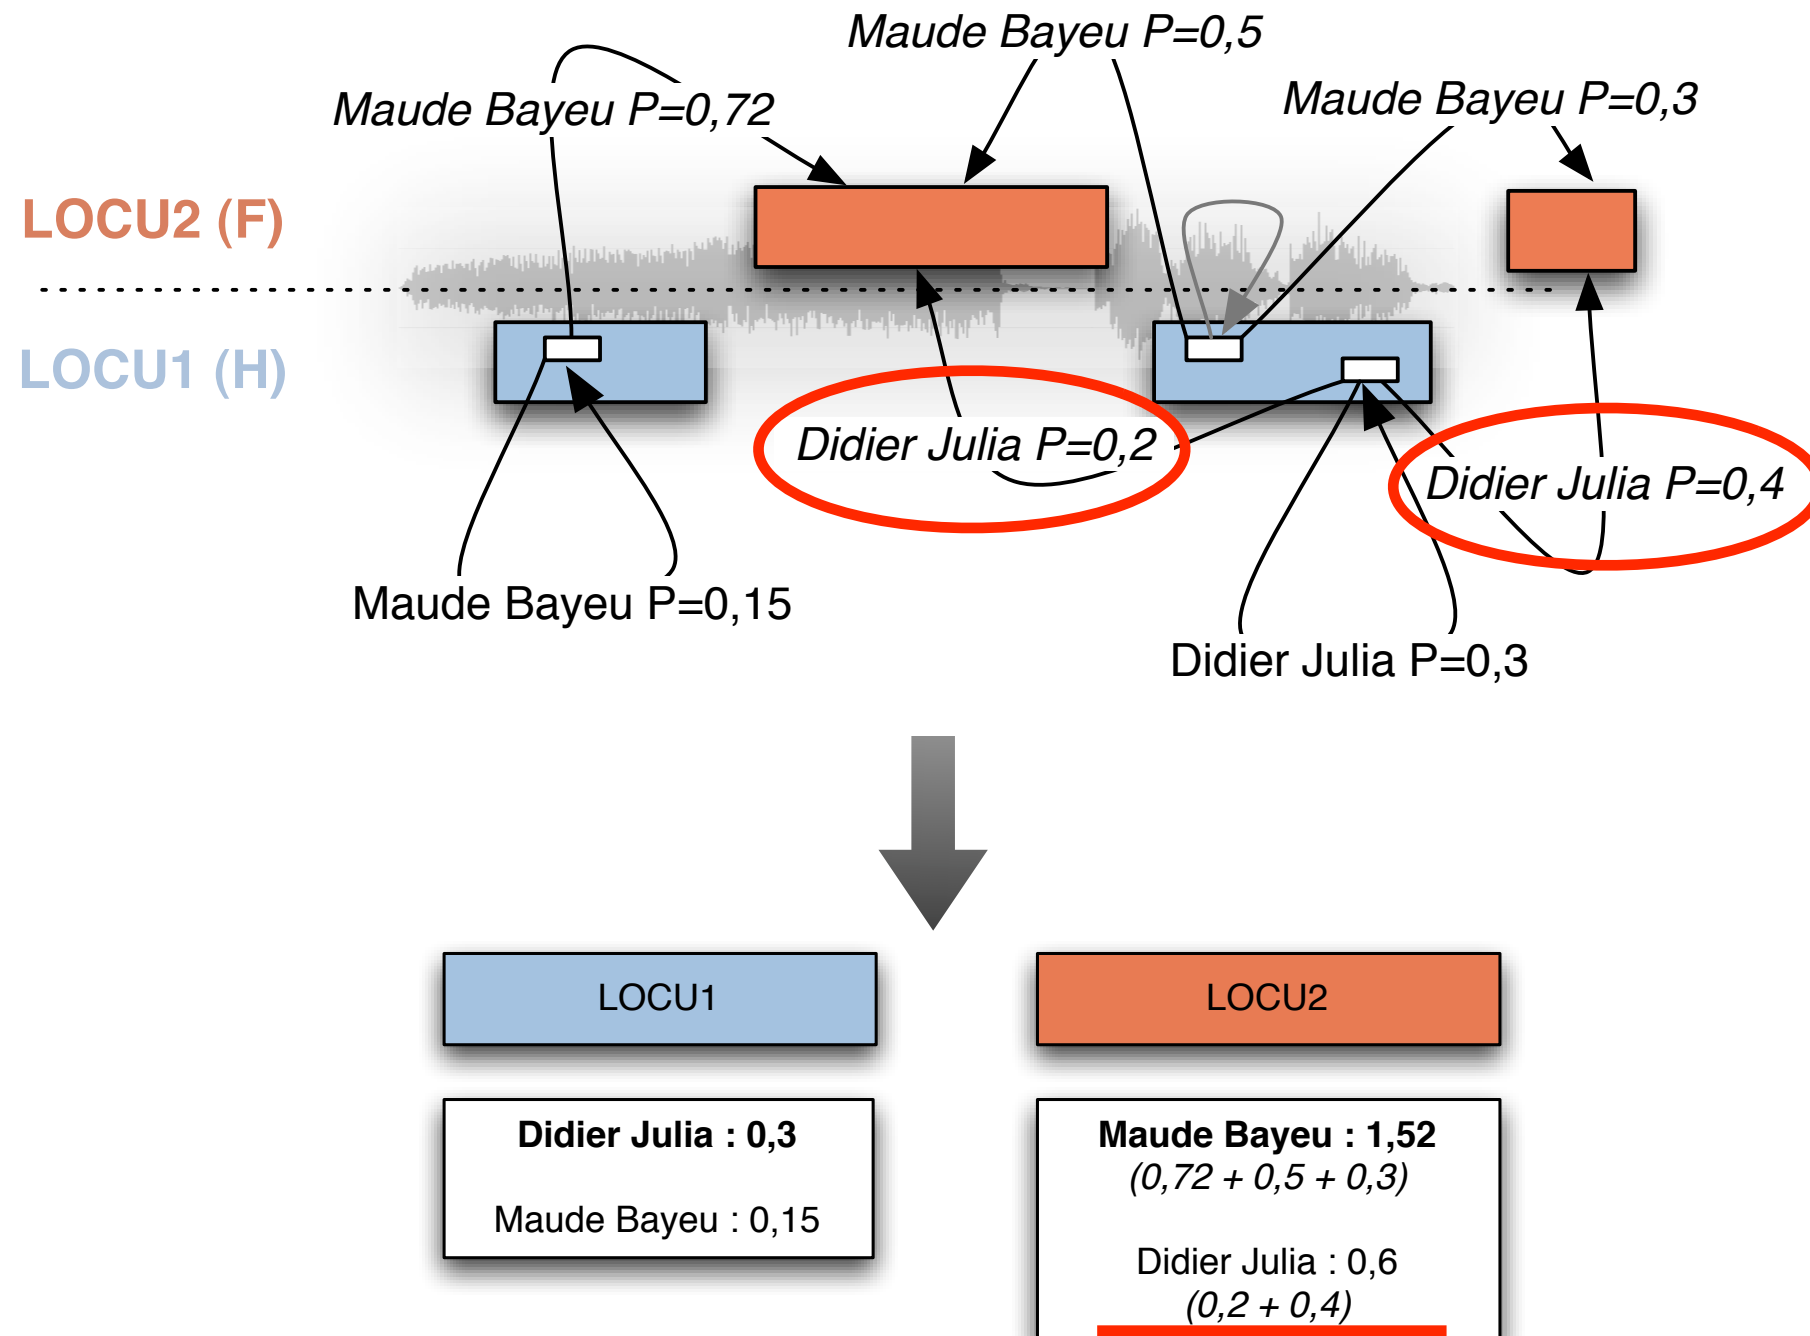 Maude Bayeu P=0,5
Maude Bayeu P=0,72
Maude Bayeu P=0,3
LOCU2 (F)
LOCU1 (H)
Didier Julia P=0,2
Didier Julia P=0,4
Maude Bayeu P=0,15
Didier Julia P=0,3
LOCU1
LOCU2
Didier Julia : 0,3
Maude Bayeu : 0,15
Maude Bayeu : 1,52
(0,72 + 0,5 + 0,3)
Didier Julia : 0,6
(0,2 + 0,4)